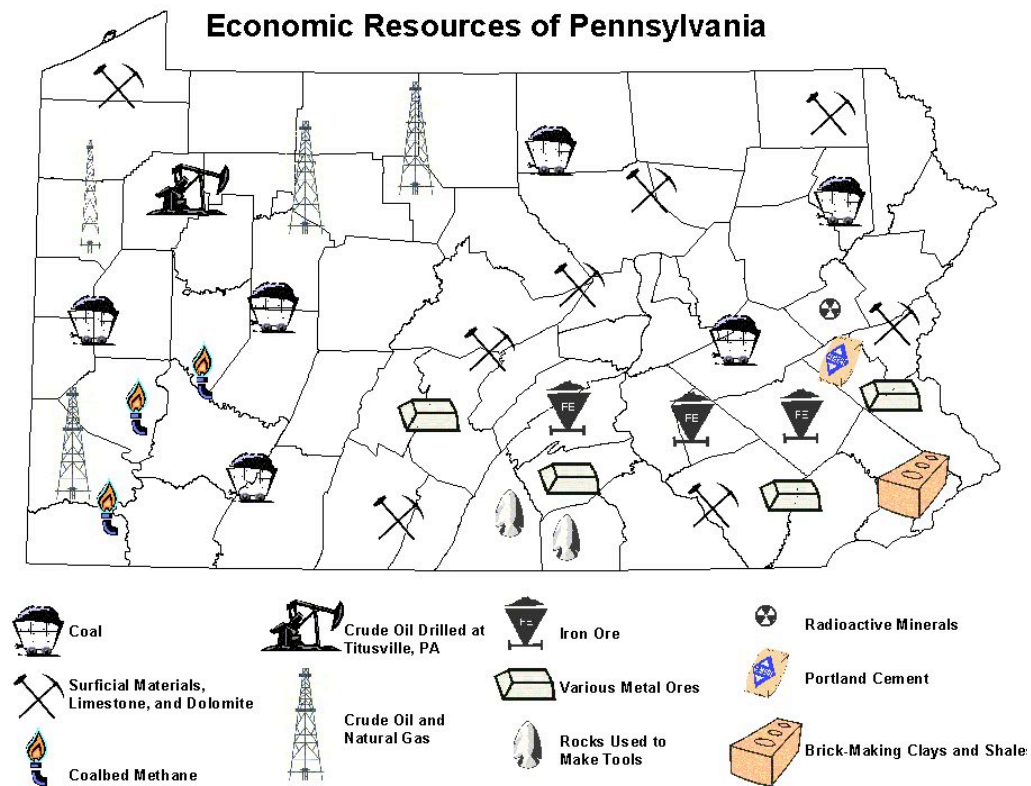 Economic Resources of Pennsylvania
FE
FE
FE
Coal
Crude Oil Drilled at
Titusville, PA
FE
Iron Ore
Radioactive Minerals
Surficial Materials,
Limestone, and Dolomite
Various Metal Ores
Portland Cement
Crude Oil and
Natural Gas
Rocks Used to
Make Tools
Coalbed Methane
Brick-Making Clays and Shales